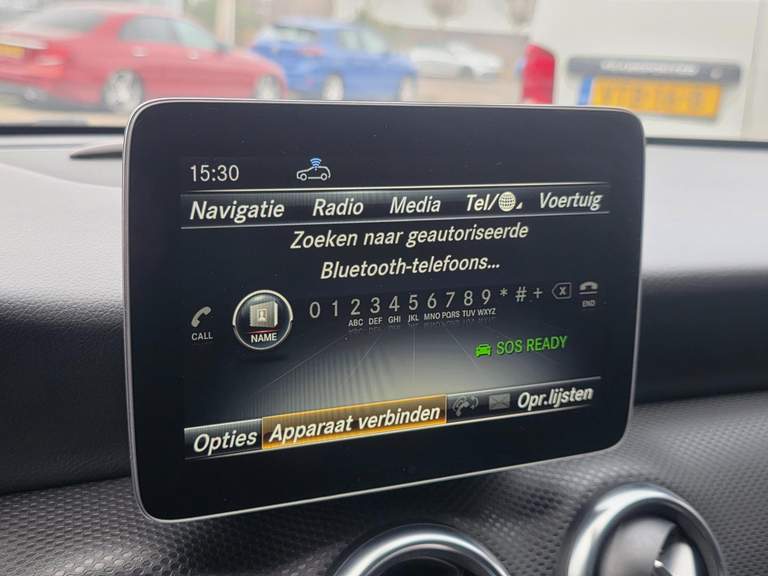 15:30
Navigatie Radio Media Tel/ Voertuig
Zoeken naar geautoriseerde
Bluetooth-telefoons...
CALL NAME 0 1 2 3 4 5 6 7 8 9 * # + END
ABC DEF GHI JKL MNO PQRS TUV WXYZ
SOS READY
Opties Apparaat verbinden Opr.lijsten